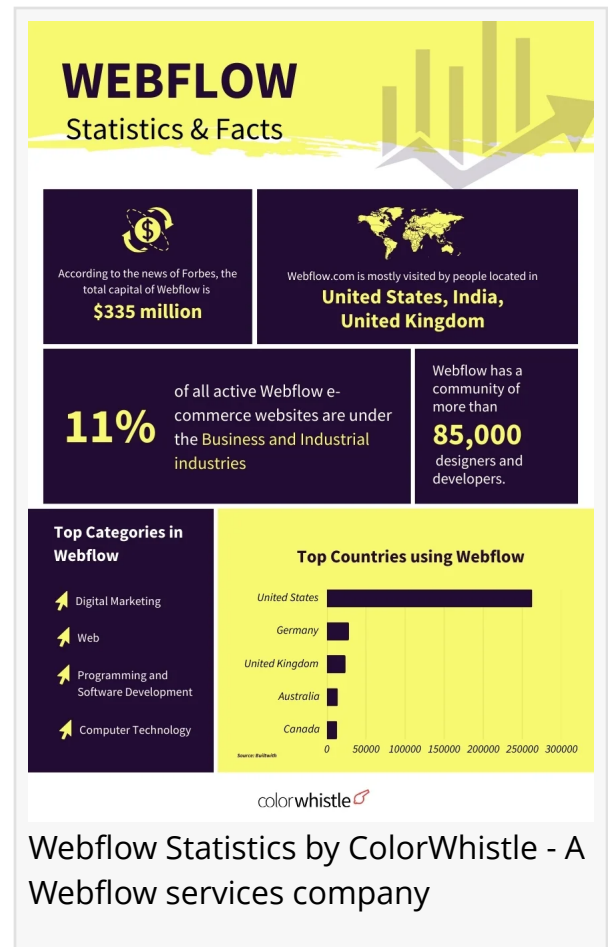 WEBFLOW
Statistics & Facts
According to the news of Forbes, the
total capital of Webflow is
$335 million
Webflow.com is mostly visited by people located in
United States, India,
United Kingdom
11%
of all active Webflow e-
commerce websites are under
the Business and Industrial
industries
Webflow has a
community of
more than
85,000
designers and
developers.
Top Categories in
Webflow
Digital Marketing
Web
Programming and
Software Development
Computer Technology
Top Countries using Webflow
United States
Germany
United Kingdom
Australia
Canada
0 50000 100000 150000 200000 250000 300000
Source: Builtwith
colorwhistle
Webflow Statistics by ColorWhistle - A
Webflow services company